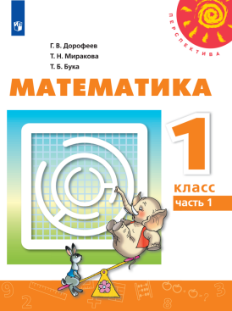 ПЕРСПЕКТИВА
Г. В. Дорофеев
Т. Н. Миракова
Т. Б. Бука
МАТЕМАТИКА
1
класс
часть 1